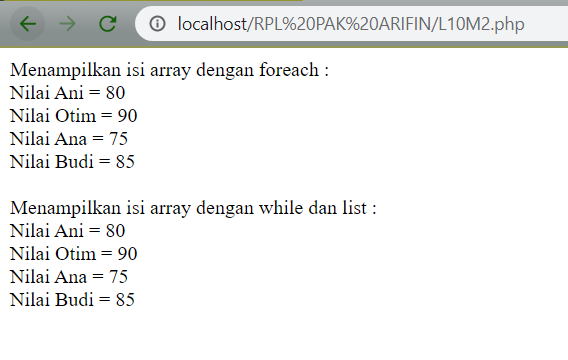 localhost/RPL%20PAK%20ARIFIN/L10M2.php
Menampilkan isi array dengan foreach :
Nilai Ani = 80
Nilai Otim = 90
Nilai Ana = 75
Nilai Budi = 85
Menampilkan isi array dengan while dan list :
Nilai Ani = 80
Nilai Otim = 90
Nilai Ana = 75
Nilai Budi = 85